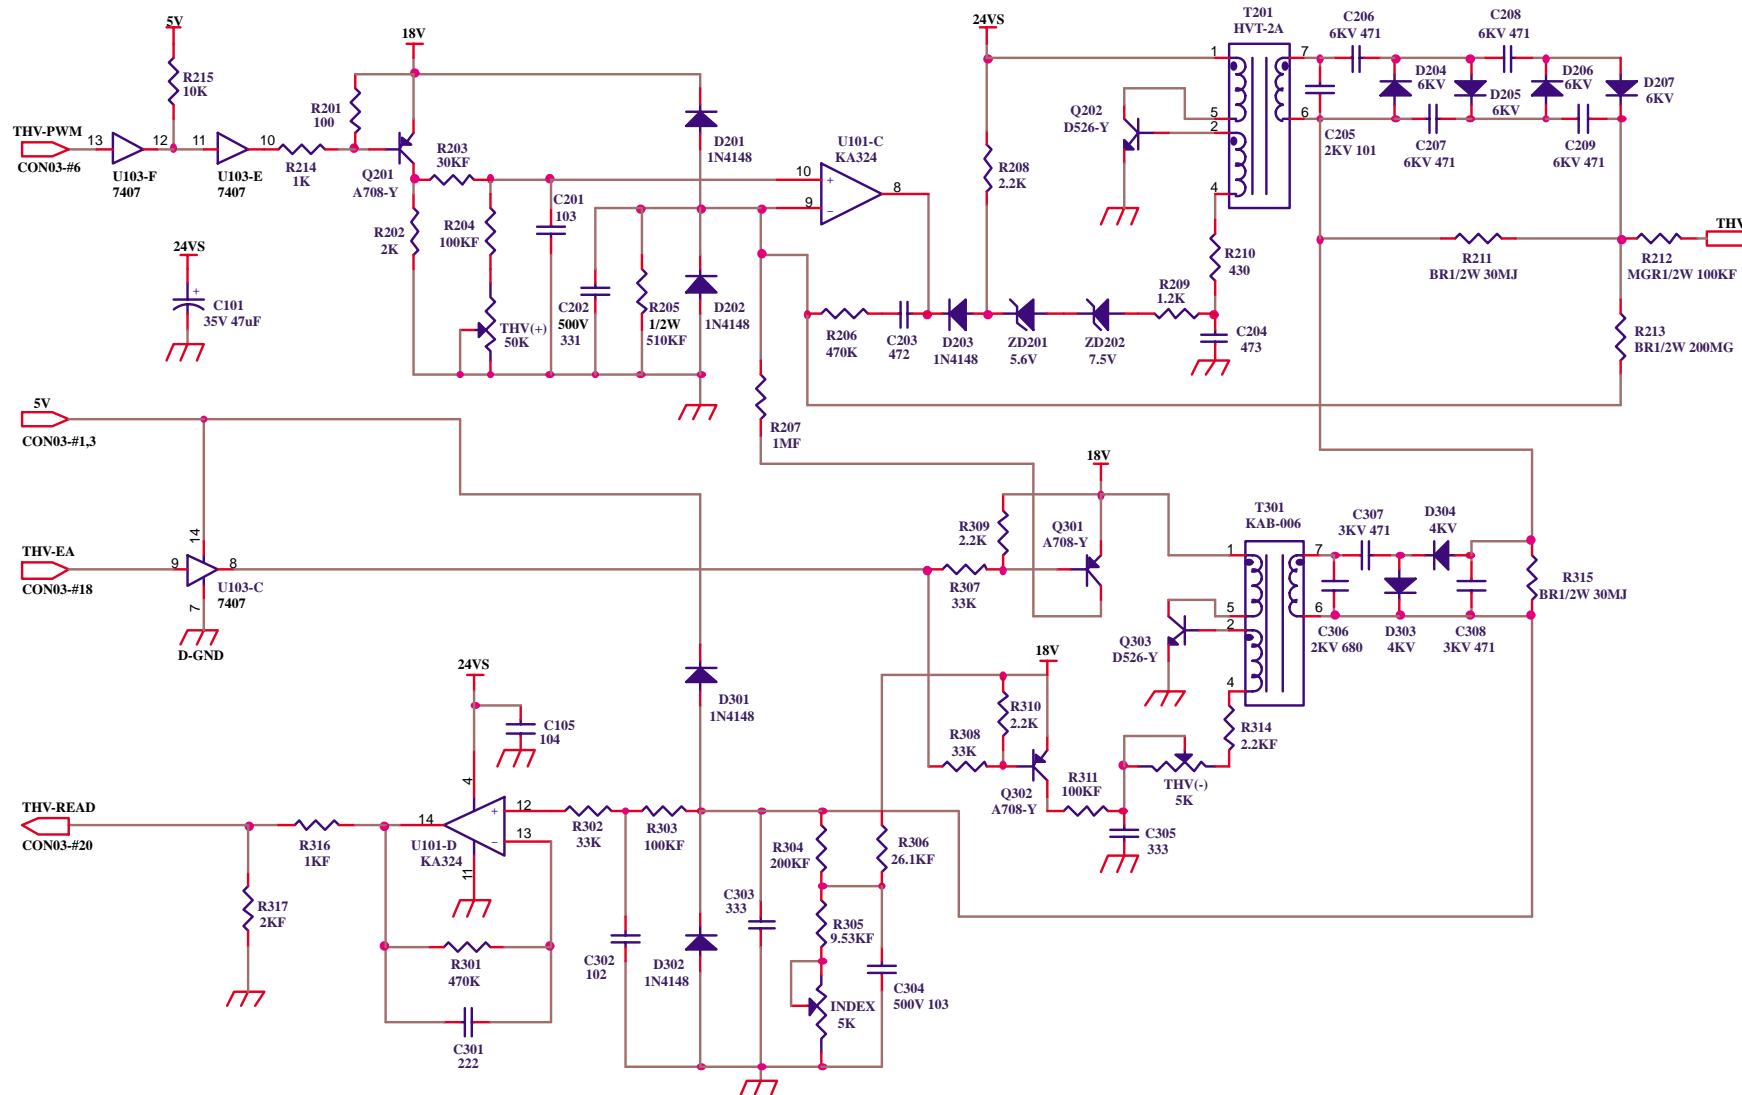 5V
R215
10K
THV-PWM
CON03-#6
13
12
U103-F
7407
11
10
U103-E
7407
R214
1K
18V
R201
100
Q201
A708-Y
R203
30KF
R202
2K
R204
100KF
THV(+)
50K
C201
103
C202
500V
331
R205
1/2W
510KF
D201
1N4148
D202
1N4148
24VS
C101
35V 47uF
+
U101-C
KA324
10
9
8
+
−
R206
470K
C203
472
D203
1N4148
ZD201
5.6V
ZD202
7.5V
R207
1MF
24VS
R208
2.2K
Q202
D526-Y
T201
HVT-2A
1
5
2
4
7
6
R210
430
R209
1.2K
C204
473
C205
2KV 101
C206
6KV 471
C208
6KV 471
D204
6KV
D205
6KV
D206
6KV
D207
6KV
C207
6KV 471
C209
6KV 471
R211
BR1/2W 30MJ
R212
MGR1/2W 100KF
THV
R213
BR1/2W 200MG
5V
CON03-#1,3
THV-EA
CON03-#18
9
14
8
7
U103-C
7407
D-GND
18V
R309
2.2K
Q301
A708-Y
R307
33K
T301
KAB-006
1
5
2
4
7
6
Q303
D526-Y
C307
3KV 471
D304
4KV
C306
2KV 680
D303
4KV
C308
3KV 471
R315
BR1/2W 30MJ
18V
R310
2.2K
R308
33K
Q302
A708-Y
R311
100KF
THV(-)
5K
R314
2.2KF
C305
333
24VS
C105
104
D301
1N4148
THV-READ
CON03-#20
R316
1KF
R317
2KF
14
4
11
12
13
+
−
U101-D
KA324
R302
33K
R303
100KF
R301
470K
C301
222
C302
102
D302
1N4148
C303
333
R304
200KF
R306
26.1KF
R305
9.53KF
INDEX
5K
C304
500V 103